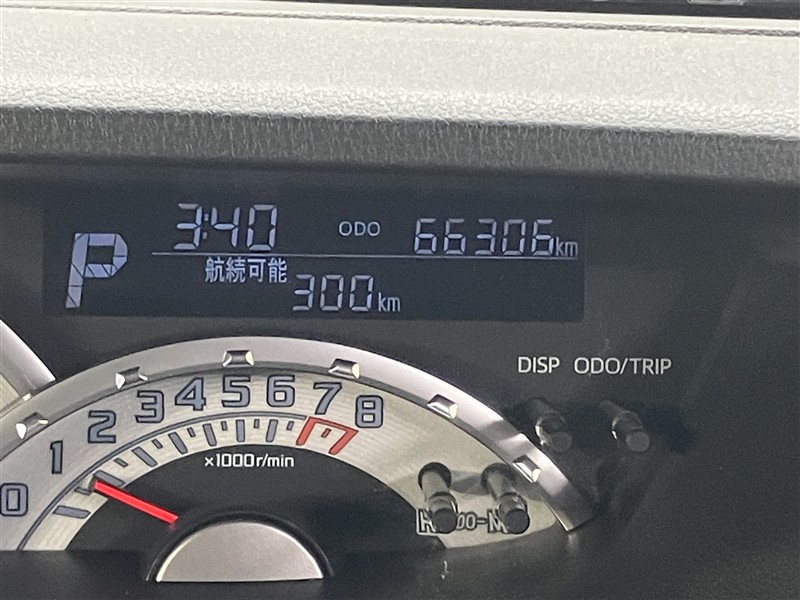 3:40 ODO 66306km
P
航続可能 300km
DISP ODO/TRIP
0 1 2 3 4 5 6 7 8
×1000r/min